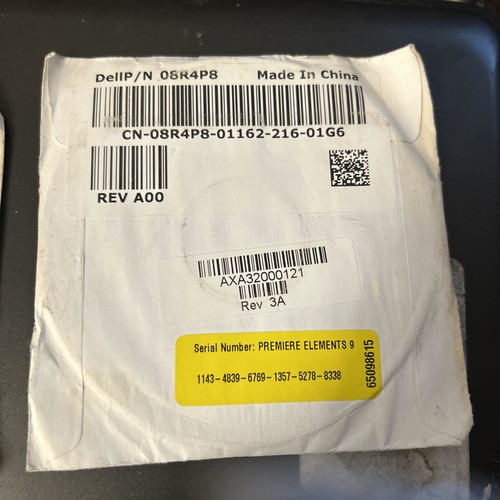 DellP/N 08R4P8 Made In China
CN-08R4P8-01162-216-01G6
REV A00
AXA32000121
Rev 3A
Serial Number: PREMIERE ELEMENTS 9
1143-4839-6769-1357-5278-8338
65098615